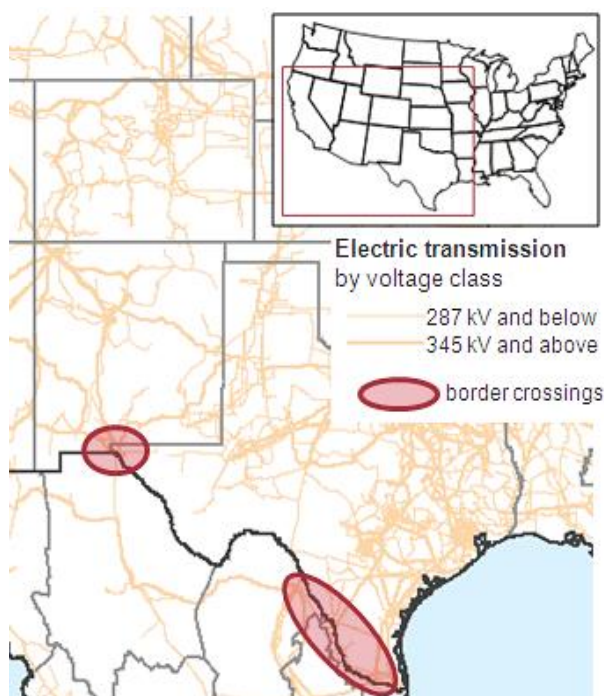 Electric transmission
by voltage class
287 kV and below
345 kV and above
border crossings